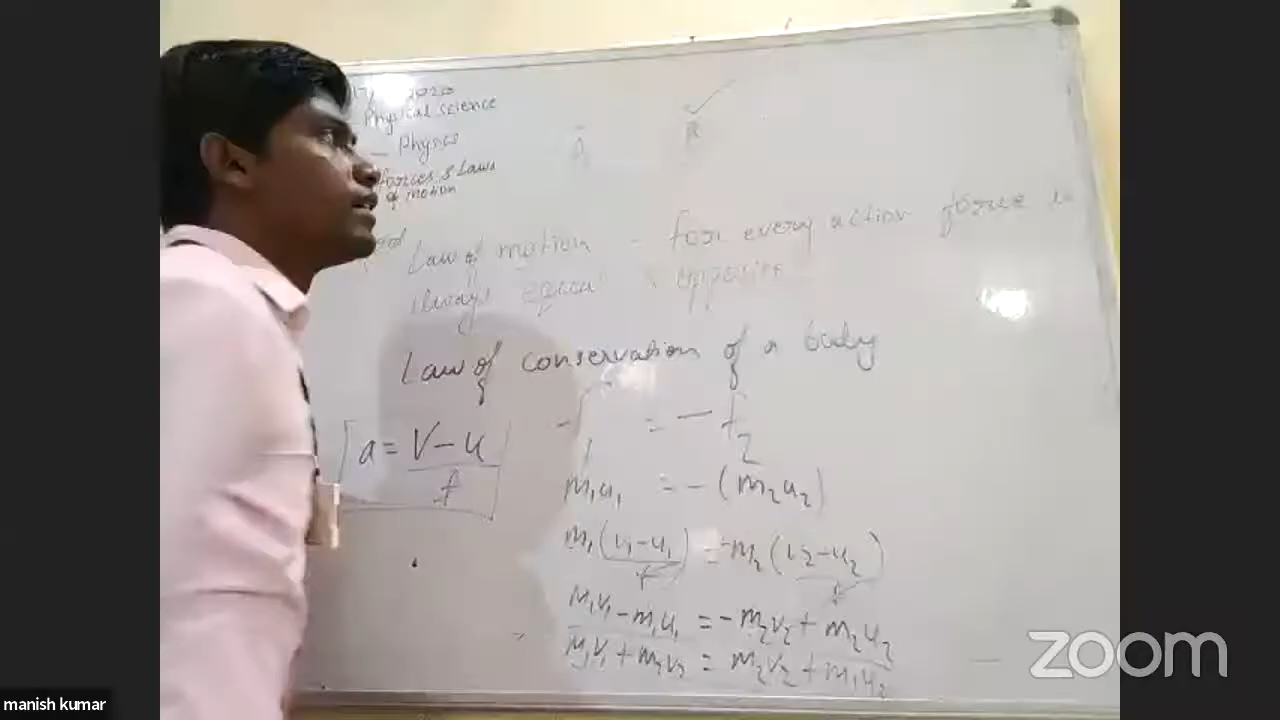 2020
Physical science
- Physics
forces & Laws
of motion
Law of motion - for every action force is
always equal & opposite
Law of conservation of a body
a = V-u
t
= - f2
m1u1 = - (m2u2)
m1(v1-u1) = -m2(v2-u2)
t t
m1v1 - m1u1 = -m2v2 + m2u2
m1v1 + m2v2 = m2v2 + m1u2
zoom
manish kumar